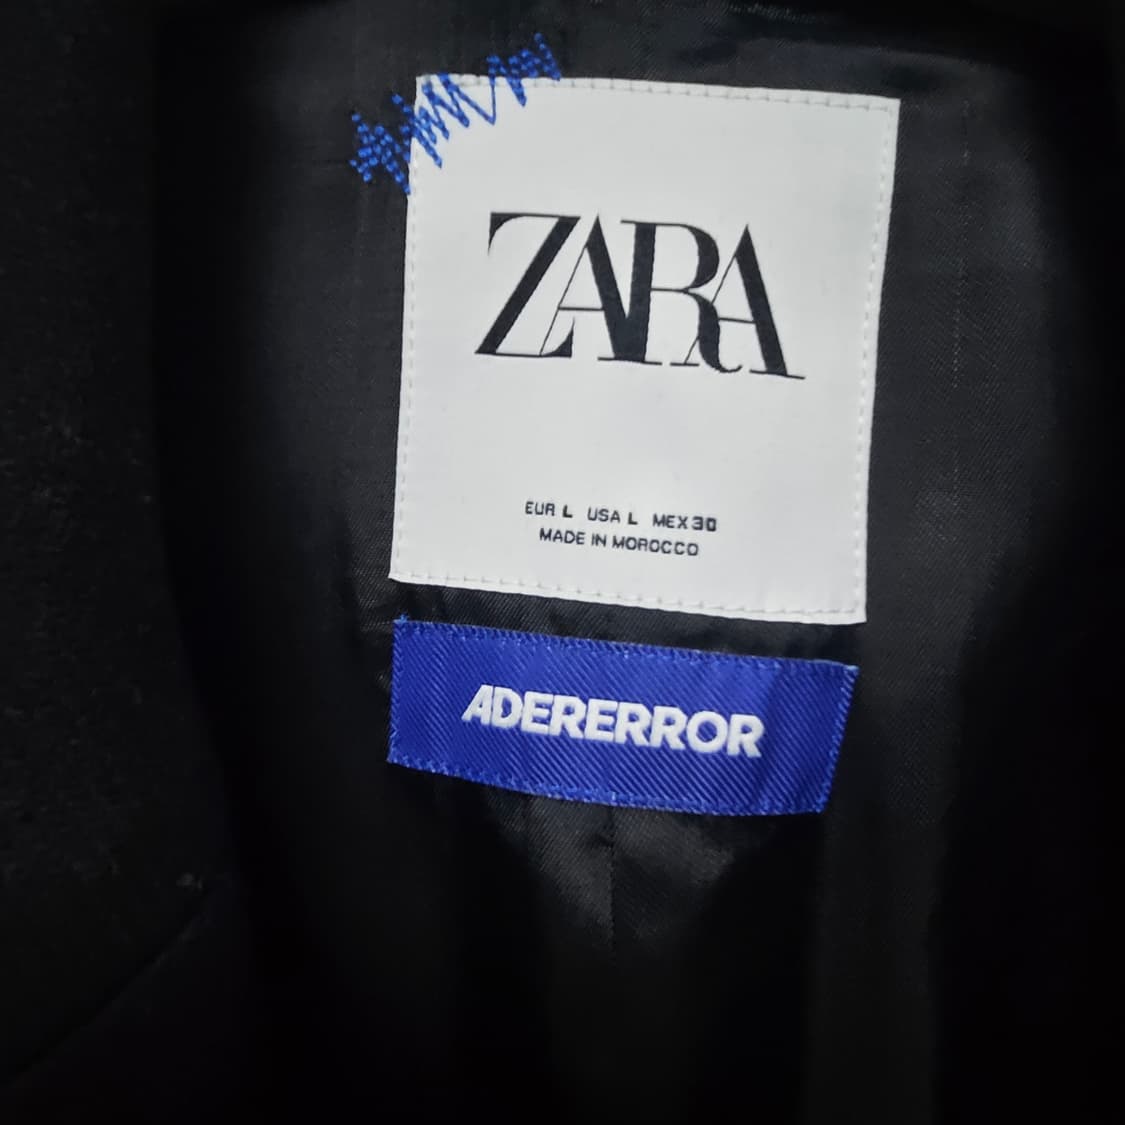 ZARA
EUR L USA L MEX 30
MADE IN MOROCCO
ADERERROR